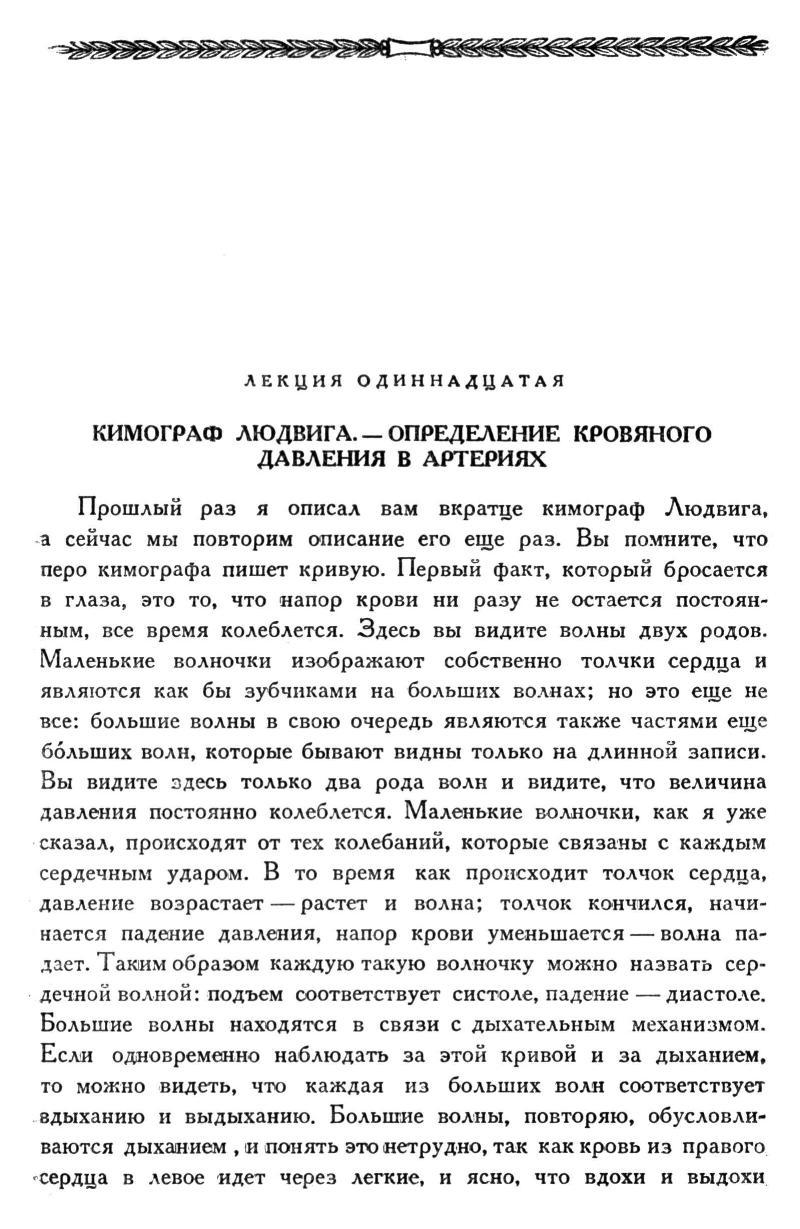 ЛЕКЦИЯ ОДИННАДЦАТАЯ
КИМОГРАФ ЛЮДВИГА. — ОПРЕДЕЛЕНИЕ КРОВЯНОГО
ДАВЛЕНИЯ В АРТЕРИЯХ
Прошлый раз я описал вам вкратце кимограф Людвига,
а сейчас мы повторим описание его еще раз. Вы помните, что
перо кимографа пишет кривую. Первый факт, который бросается
в глаза, это то, что напор крови ни разу не остается постоян-
ным, все время колеблется. Здесь вы видите волны двух родов.
Маленькие волночки изображают собственно толчки сердца и
являются как бы зубчиками на больших волнах; но это еще не
все: большие волны в свою очередь являются также частями еще
бо́льших волн, которые бывают видны только на длинной записи.
Вы видите здесь только два рода волн и видите, что величина
давления постоянно колеблется. Маленькие волночки, как я уже
сказал, происходят от тех колебаний, которые связаны с каждым
сердечным ударом. В то время как происходит толчок сердца,
давление возрастает — растет и волна; толчок кончился, начи-
нается падение давления, напор крови уменьшается — волна па-
дает. Таким образом каждую такую волночку можно назвать сер-
дечной волной: подъем соответствует систоле, падение — диастоле.
Большие волны находятся в связи с дыхательным механизмом.
Если одновременно наблюдать за этой кривой и за дыханием,
то можно видеть, что каждая из больших волн соответствует
вдыханию и выдыханию. Большие волны, повторяю, обусловли-
ваются дыханием , и понять это нетрудно, так как кровь из правого
сердца в левое идет через легкие, и ясно, что вдохи и выдохи